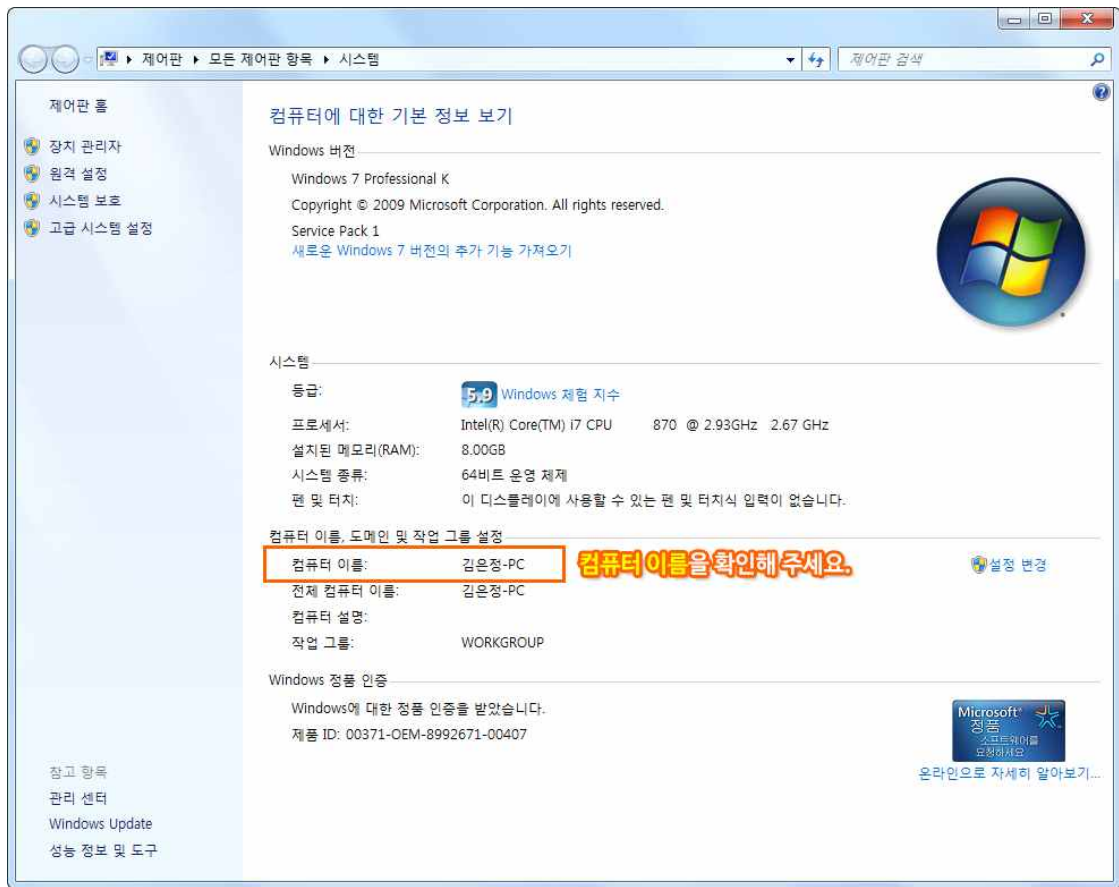 제어판 ▸ 모든 제어판 항목 ▸ 시스템
제어판 검색
제어판 홈
장치 관리자
원격 설정
시스템 보호
고급 시스템 설정
컴퓨터에 대한 기본 정보 보기
Windows 버전
Windows 7 Professional K
Copyright © 2009 Microsoft Corporation. All rights reserved.
Service Pack 1
새로운 Windows 7 버전의 추가 기능 가져오기
시스템
등급: 5,9 Windows 체험 지수
프로세서: Intel(R) Core(TM) i7 CPU 870 @ 2.93GHz 2.67 GHz
설치된 메모리(RAM): 8.00GB
시스템 종류: 64비트 운영 체제
펜 및 터치: 이 디스플레이에 사용할 수 있는 펜 및 터치식 입력이 없습니다.
컴퓨터 이름, 도메인 및 작업 그룹 설정
컴퓨터 이름: 김은정-PC 컴퓨터 이름을 확인해 주세요. 설정 변경
전체 컴퓨터 이름: 김은정-PC
컴퓨터 설명:
작업 그룹: WORKGROUP
Windows 정품 인증
Windows에 대한 정품 인증을 받았습니다.
제품 ID: 00371-OEM-8992671-00407
Microsoft®
정품
소프트웨어를
요청하세요
온라인으로 자세히 알아보기...
참고 항목
관리 센터
Windows Update
성능 정보 및 도구